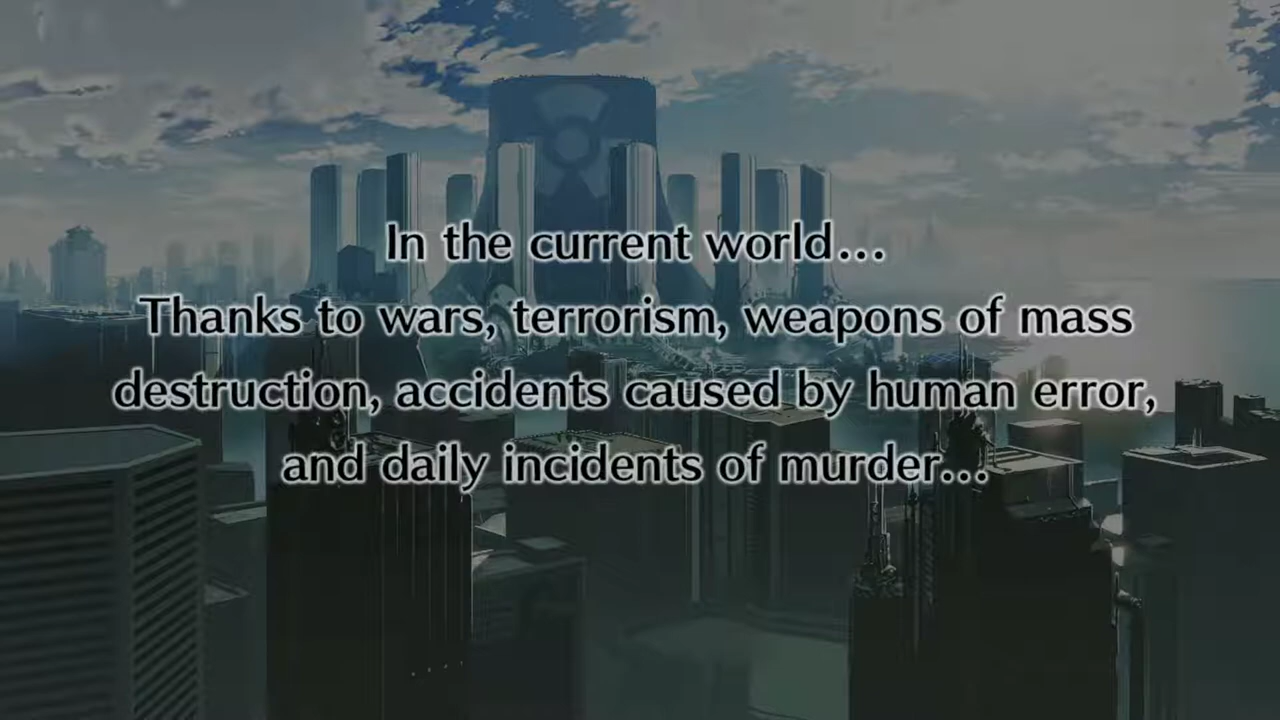 In the current world...
Thanks to wars, terrorism, weapons of mass
destruction, accidents caused by human error,
and daily incidents of murder...